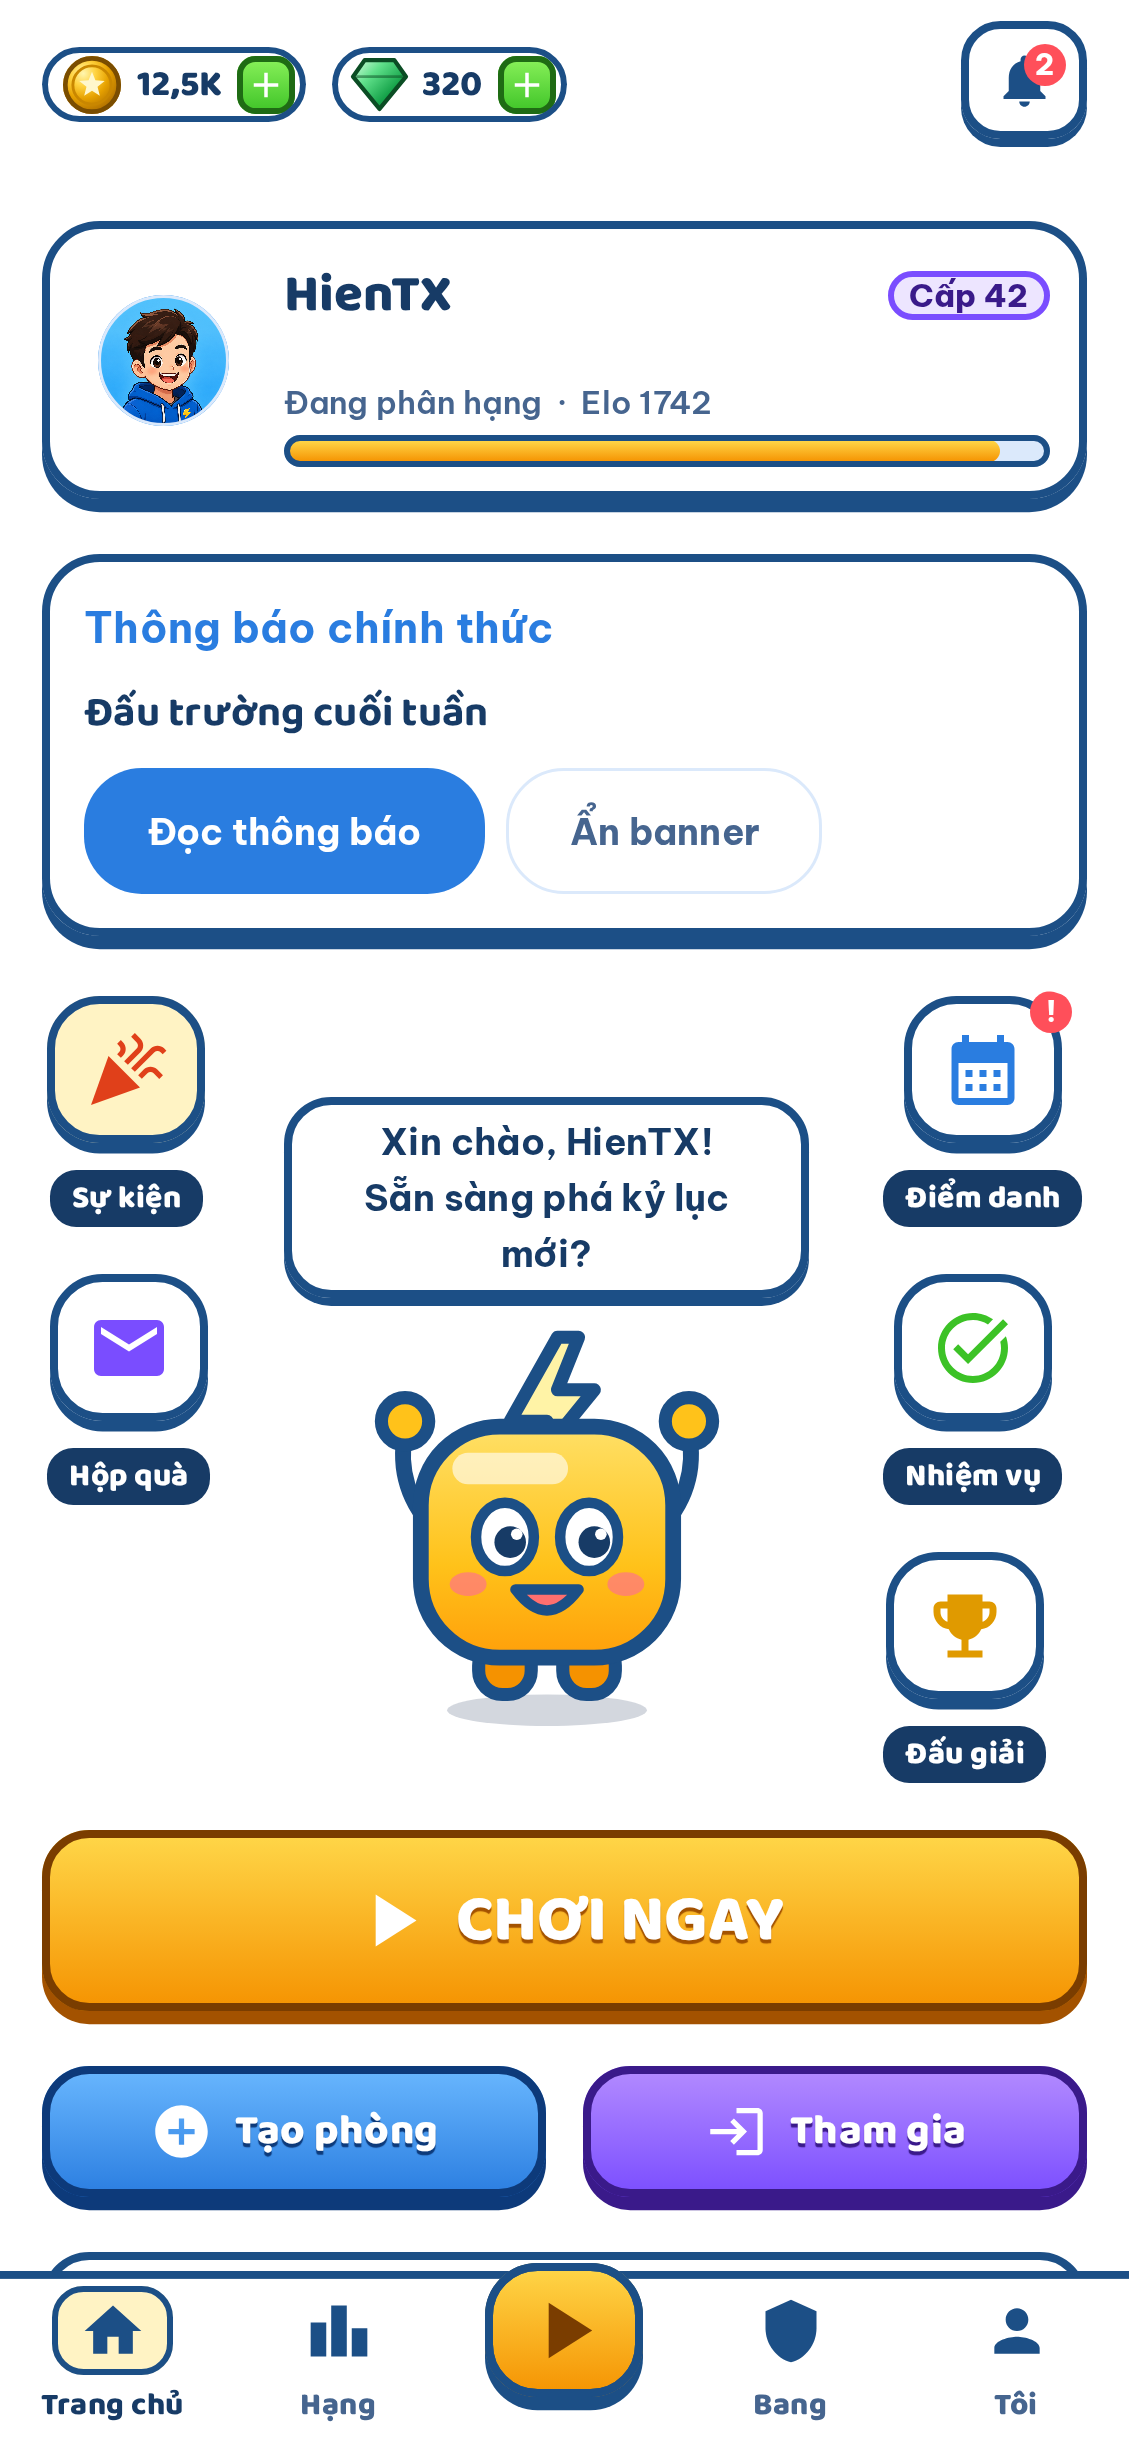 12,5K
320
2
HienTX
Cấp 42
Đang phân hạng · Elo 1742
Thông báo chính thức
Đấu trường cuối tuần
Đọc thông báo
Ẩn banner
!
Sự kiện
Điểm danh
Xin chào, HienTX!
Sẵn sàng phá kỷ lục
mới?
Hộp quà
Nhiệm vụ
Đấu giải
CHƠI NGAY
Tạo phòng
Tham gia
Trang chủ
Hạng
Bang
Tôi